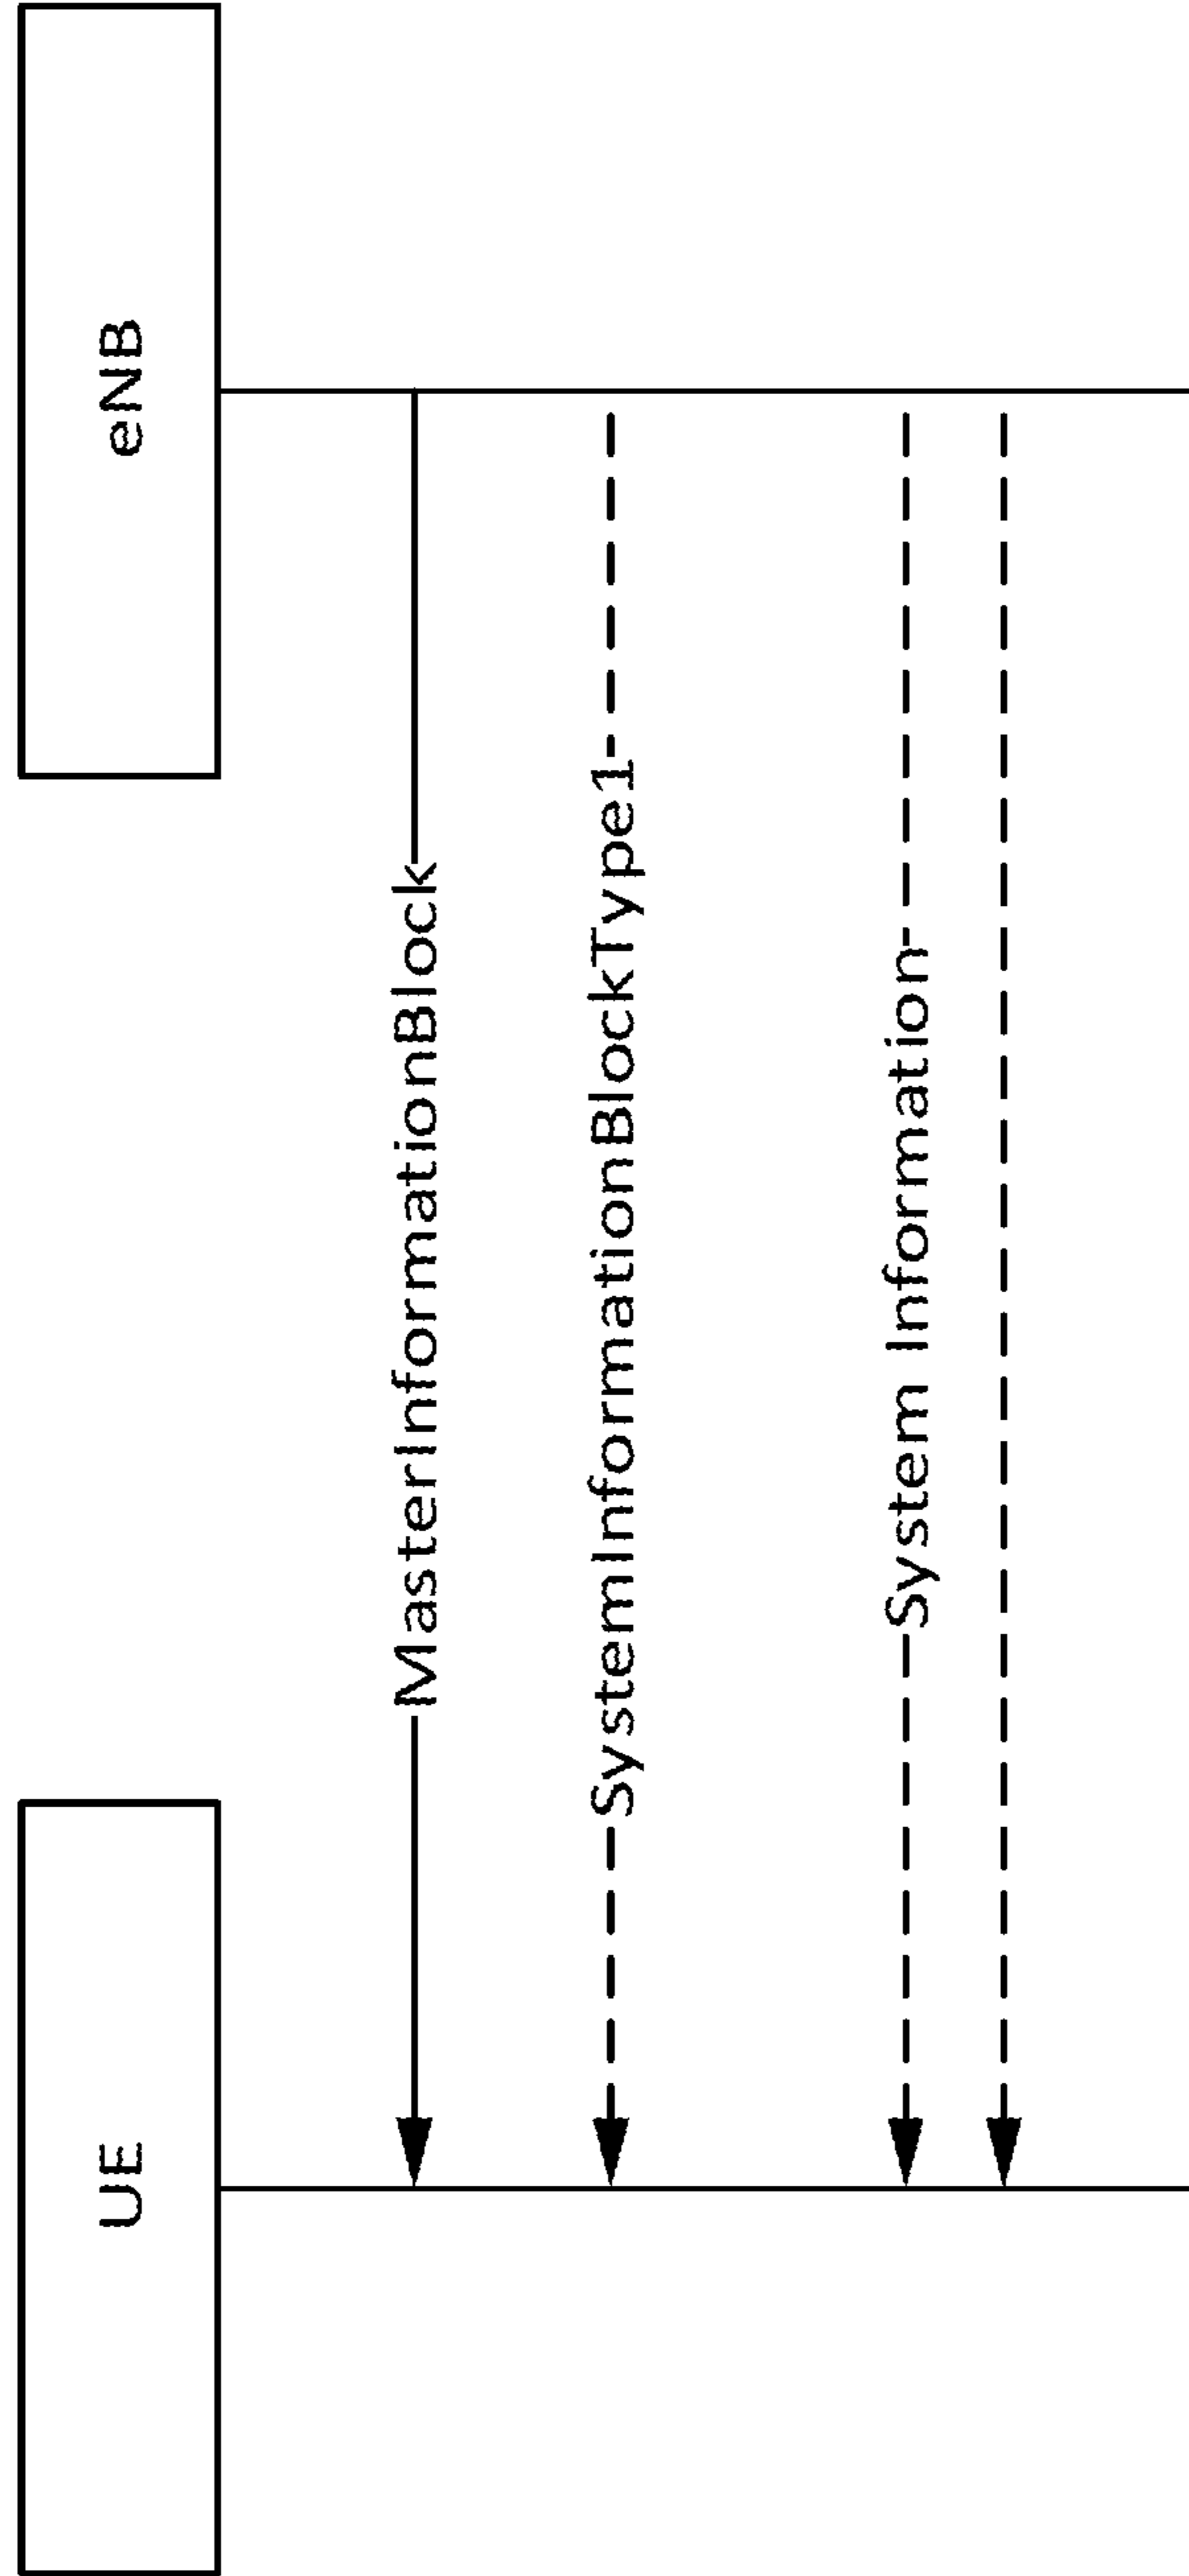 UE
eNB
MasterInformationBlock
SystemInformationBlockType1
System Information